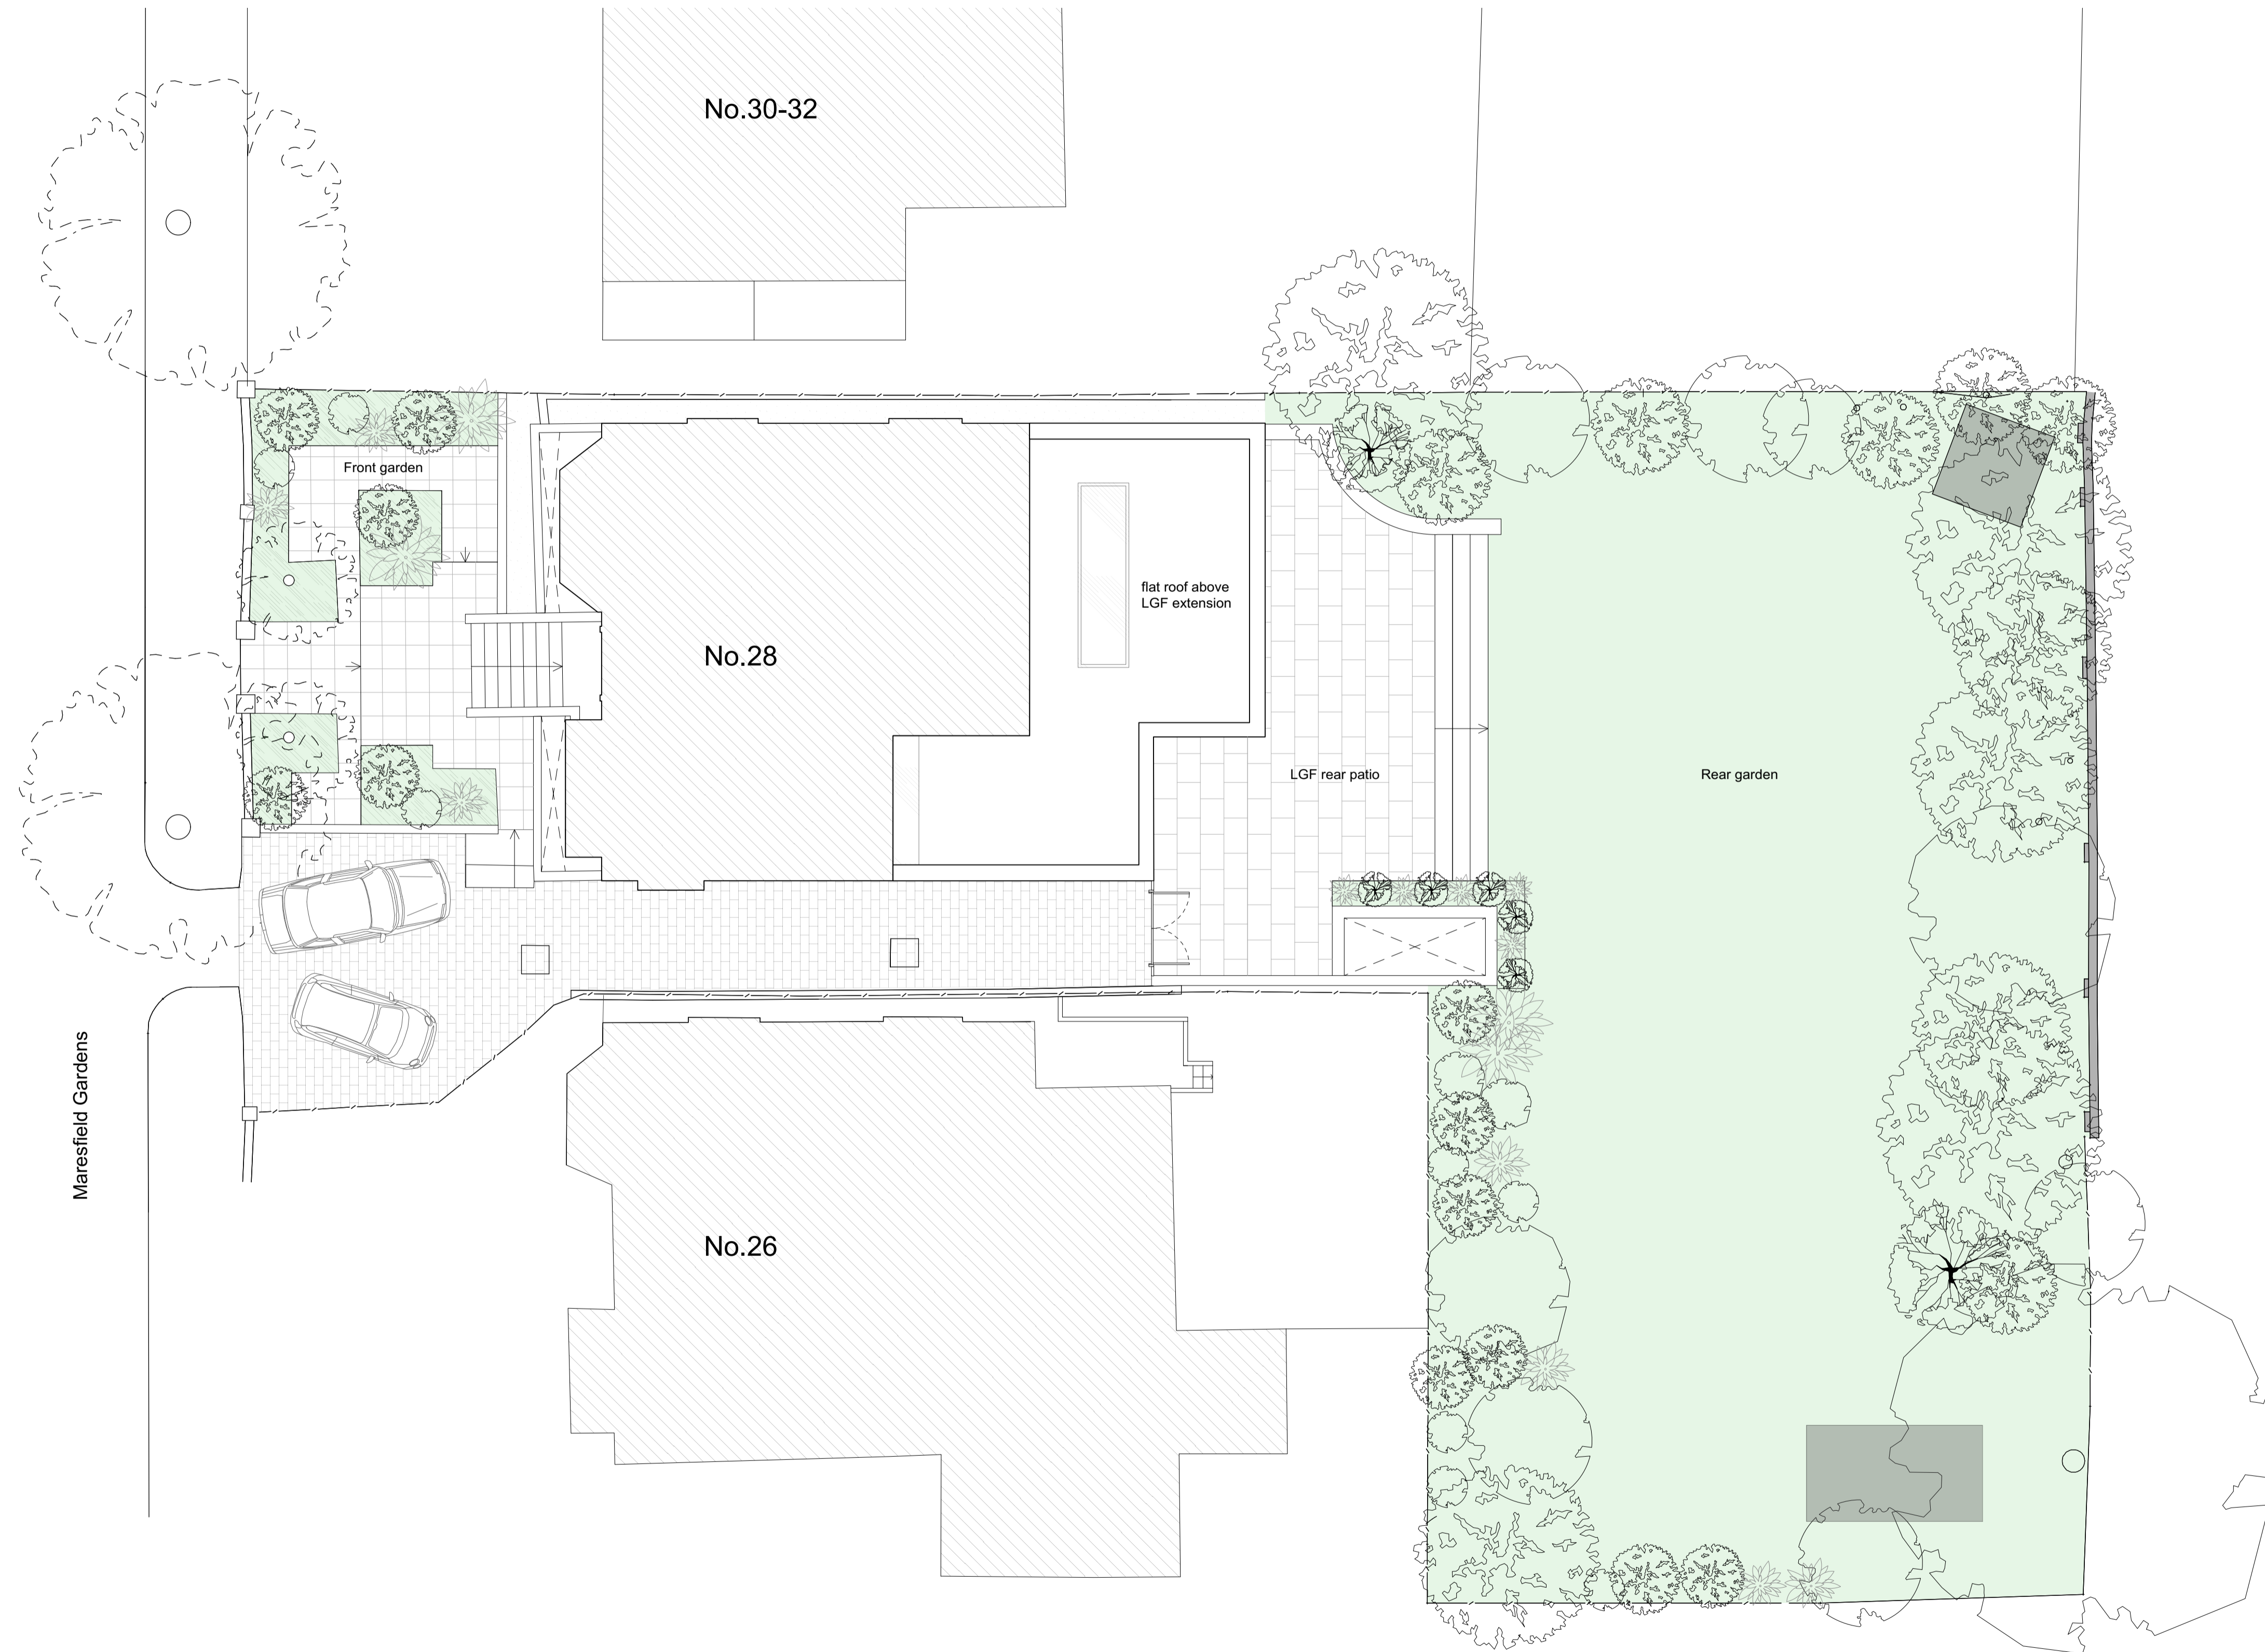 No.30-32
Front garden
flat roof above
LGF extension
No.28
LGF rear patio
Rear garden
Maresfield Gardens
No.26